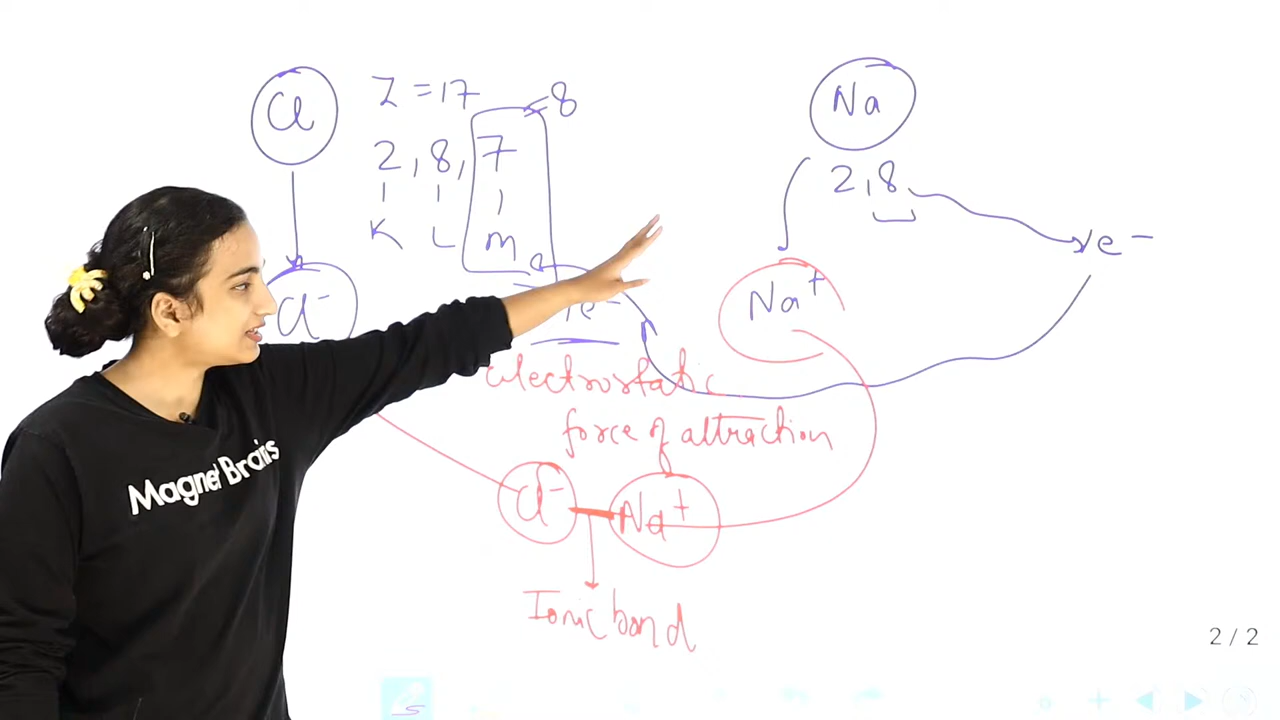 Cl
Z = 17
8
Na
2, 8, 7
2, 8
K L M
e⁻
Cl⁻
1e⁻
Na⁺
electrostatic
force of attraction
Cl⁻ Na⁺
Ionic bond
Magnet Brains
2 / 2